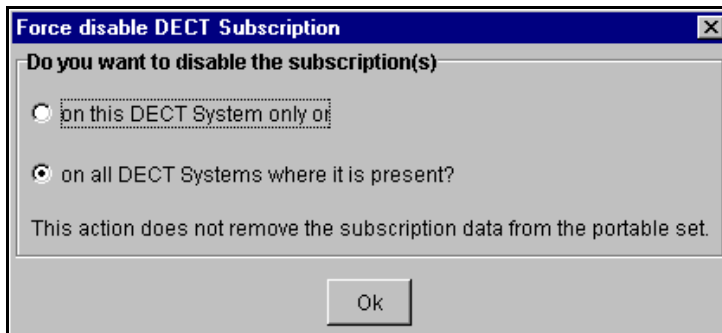 Force disable DECT Subscription
Do you want to disable the subscription(s)
on this DECT System only or
on all DECT Systems where it is present?
This action does not remove the subscription data from the portable set.
Ok